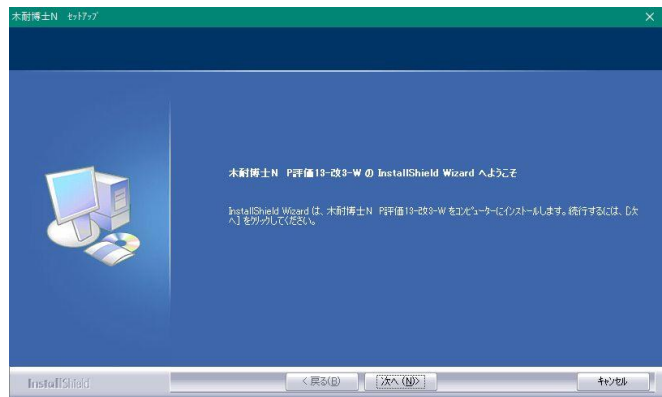 木耐博士N セットアップ
木耐博士N P評価13-改3-W の InstallShield Wizard へようこそ
InstallShield Wizard は、木耐博士N P評価13-改3-W をコンピューターにインストールします。続行するには、[次
へ] をクリックしてください。
InstallShield
< 戻る(B)
次へ (N)>
キャンセル